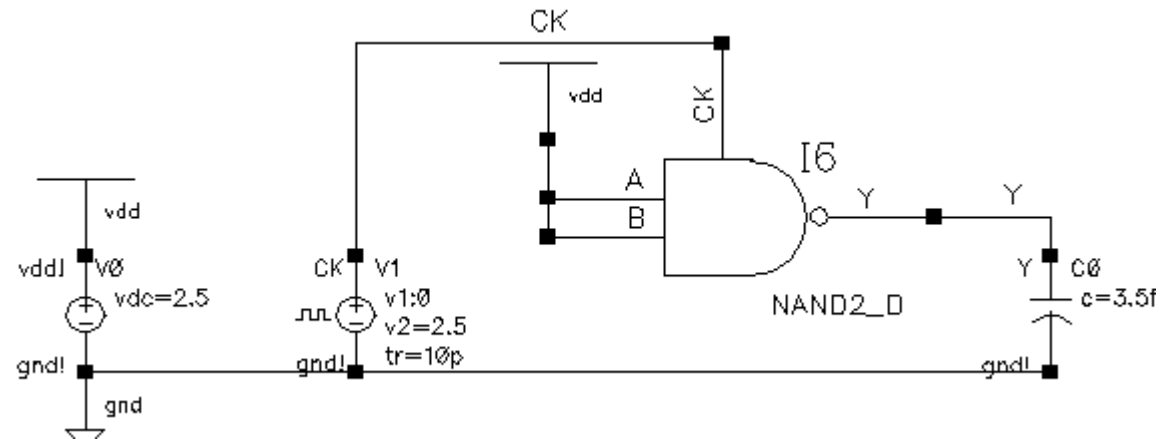 CK
vdd
CK
I6
A
B
Y
Y
NAND2_D
vdd
vdd!
V0
vdc=2.5
gnd!
gnd
CK
V1
v1:0
v2=2.5
tr=10p
gnd!
Y
C0
c=3.5f
gnd!